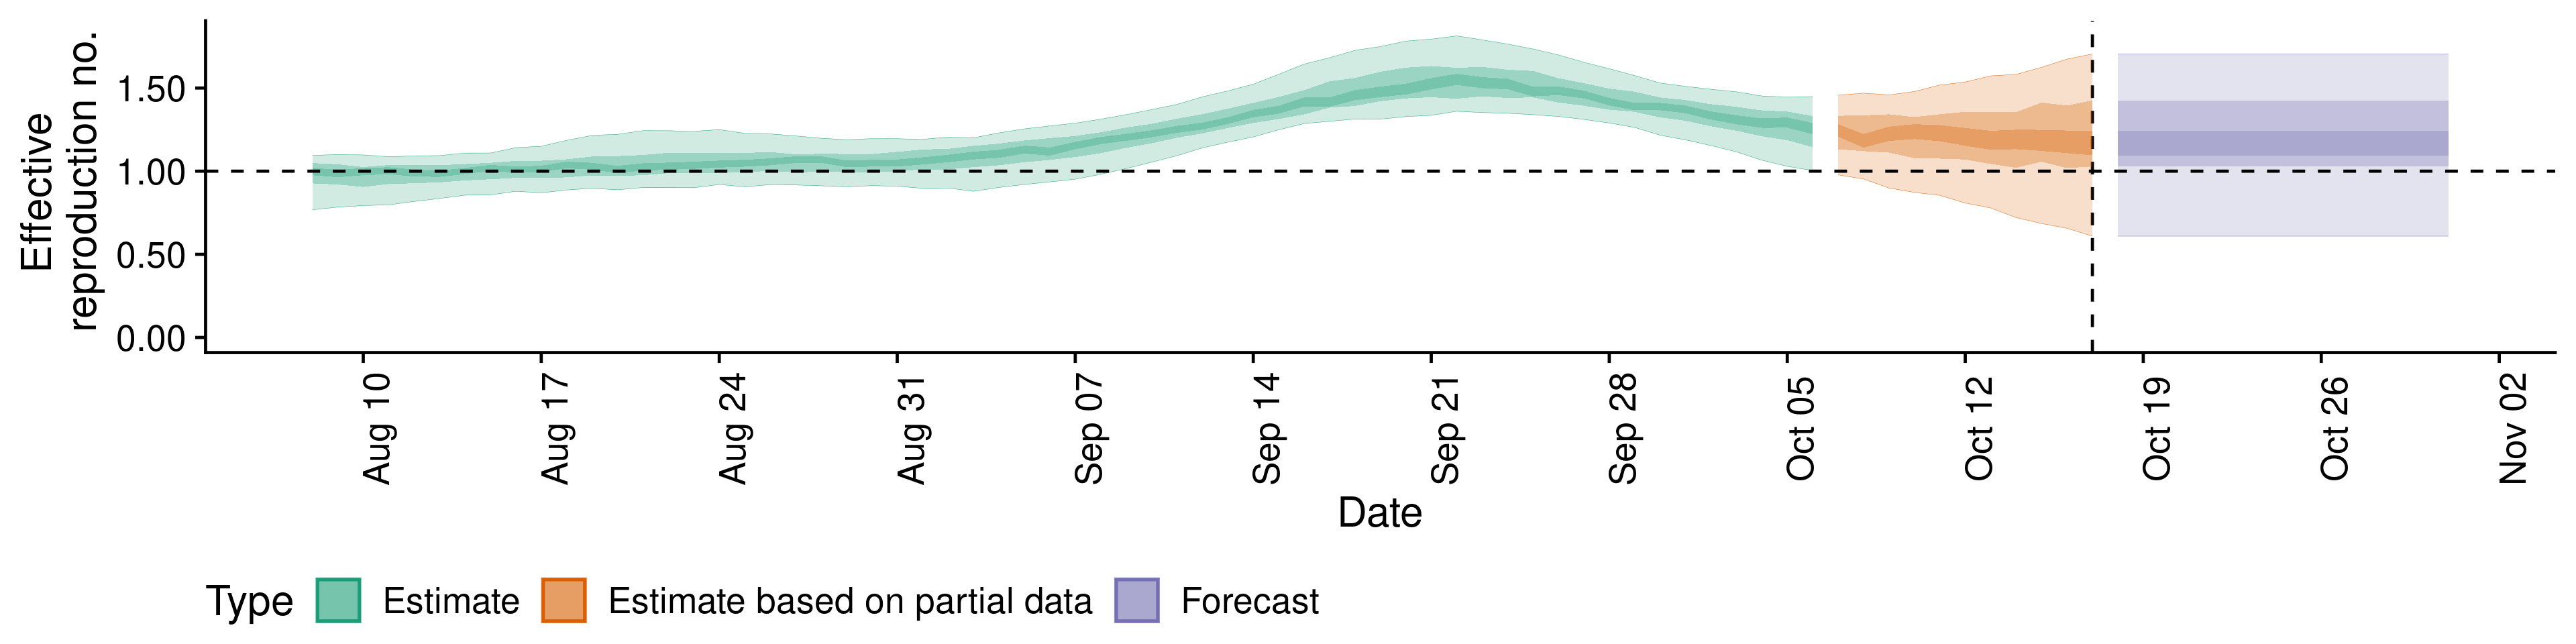 Effective
reproduction no.
1.50
1.00
0.50
0.00
Aug 10
Aug 17
Aug 24
Aug 31
Sep 07
Sep 14
Sep 21
Sep 28
Oct 05
Oct 12
Oct 19
Oct 26
Nov 02
Date
Type Estimate Estimate based on partial data Forecast